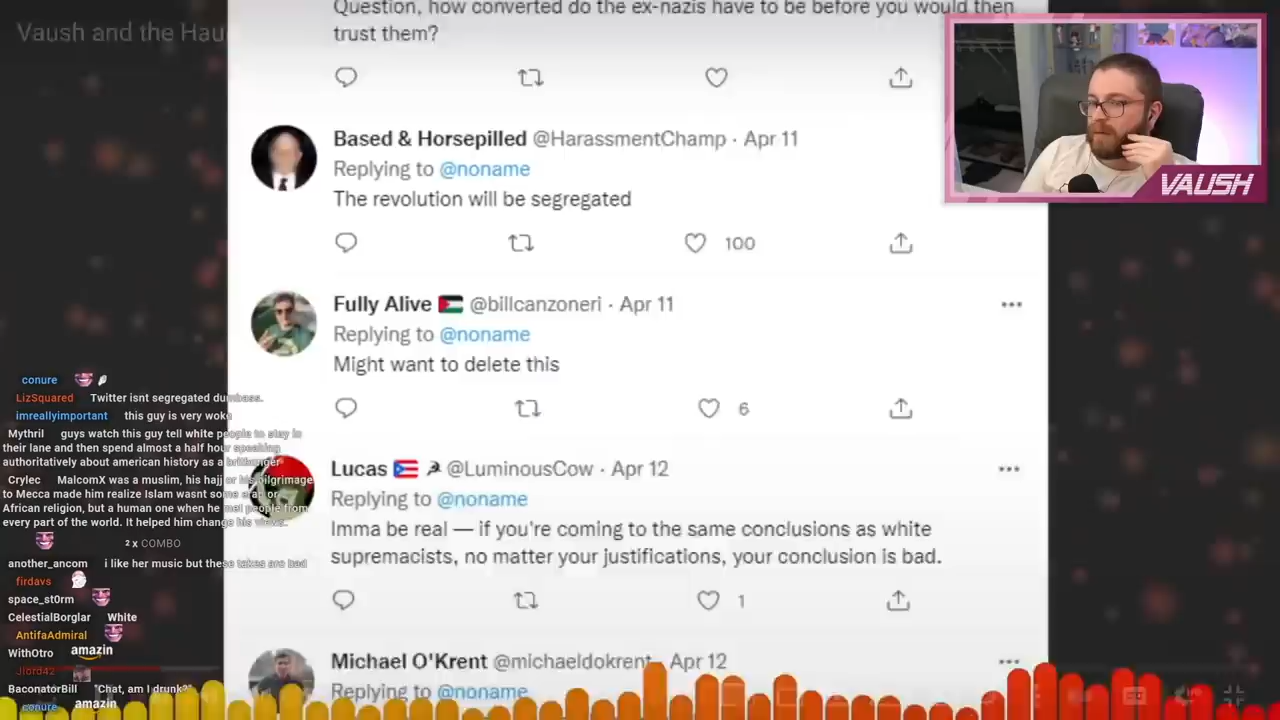 Vaush and the Hau
Question, how converted do the ex-nazis have to be before you would then
trust them?
VAUSH
Based & Horsepilled @HarassmentChamp · Apr 11
Replying to @noname
The revolution will be segregated
100
Fully Alive @billcanzoneri · Apr 11
Replying to @noname
Might want to delete this
6
Lucas @LuminousCow · Apr 12
Replying to @noname
Imma be real — if you're coming to the same conclusions as white
supremacists, no matter your justifications, your conclusion is bad.
1
Michael O'Krent @michaeldokrent · Apr 12
Replying to @noname
conure
LizSquared Twitter isnt segregated dumbass.
imreallyimportant this guy is very woke
Mythril guys watch this guy tell white people to stay in
their lane and then spend almost a half hour speaking
authoritatively about american history as a
Crylec MalcomX was a muslim, his hajj or his pilgrimage
to Mecca made him realize Islam wasnt some arab or
African religion, but a human one when he met people from
every part of the world. It helped him change his views.
2 x COMBO
another_ancom i like her music but these takes are bad
firdavs
space_st0rm
CelestialBorglar White
AntifaAdmiral
WithOtro amazin
Jlord42
BaconatorBill "Chat, am I drunk?"
conure amazin